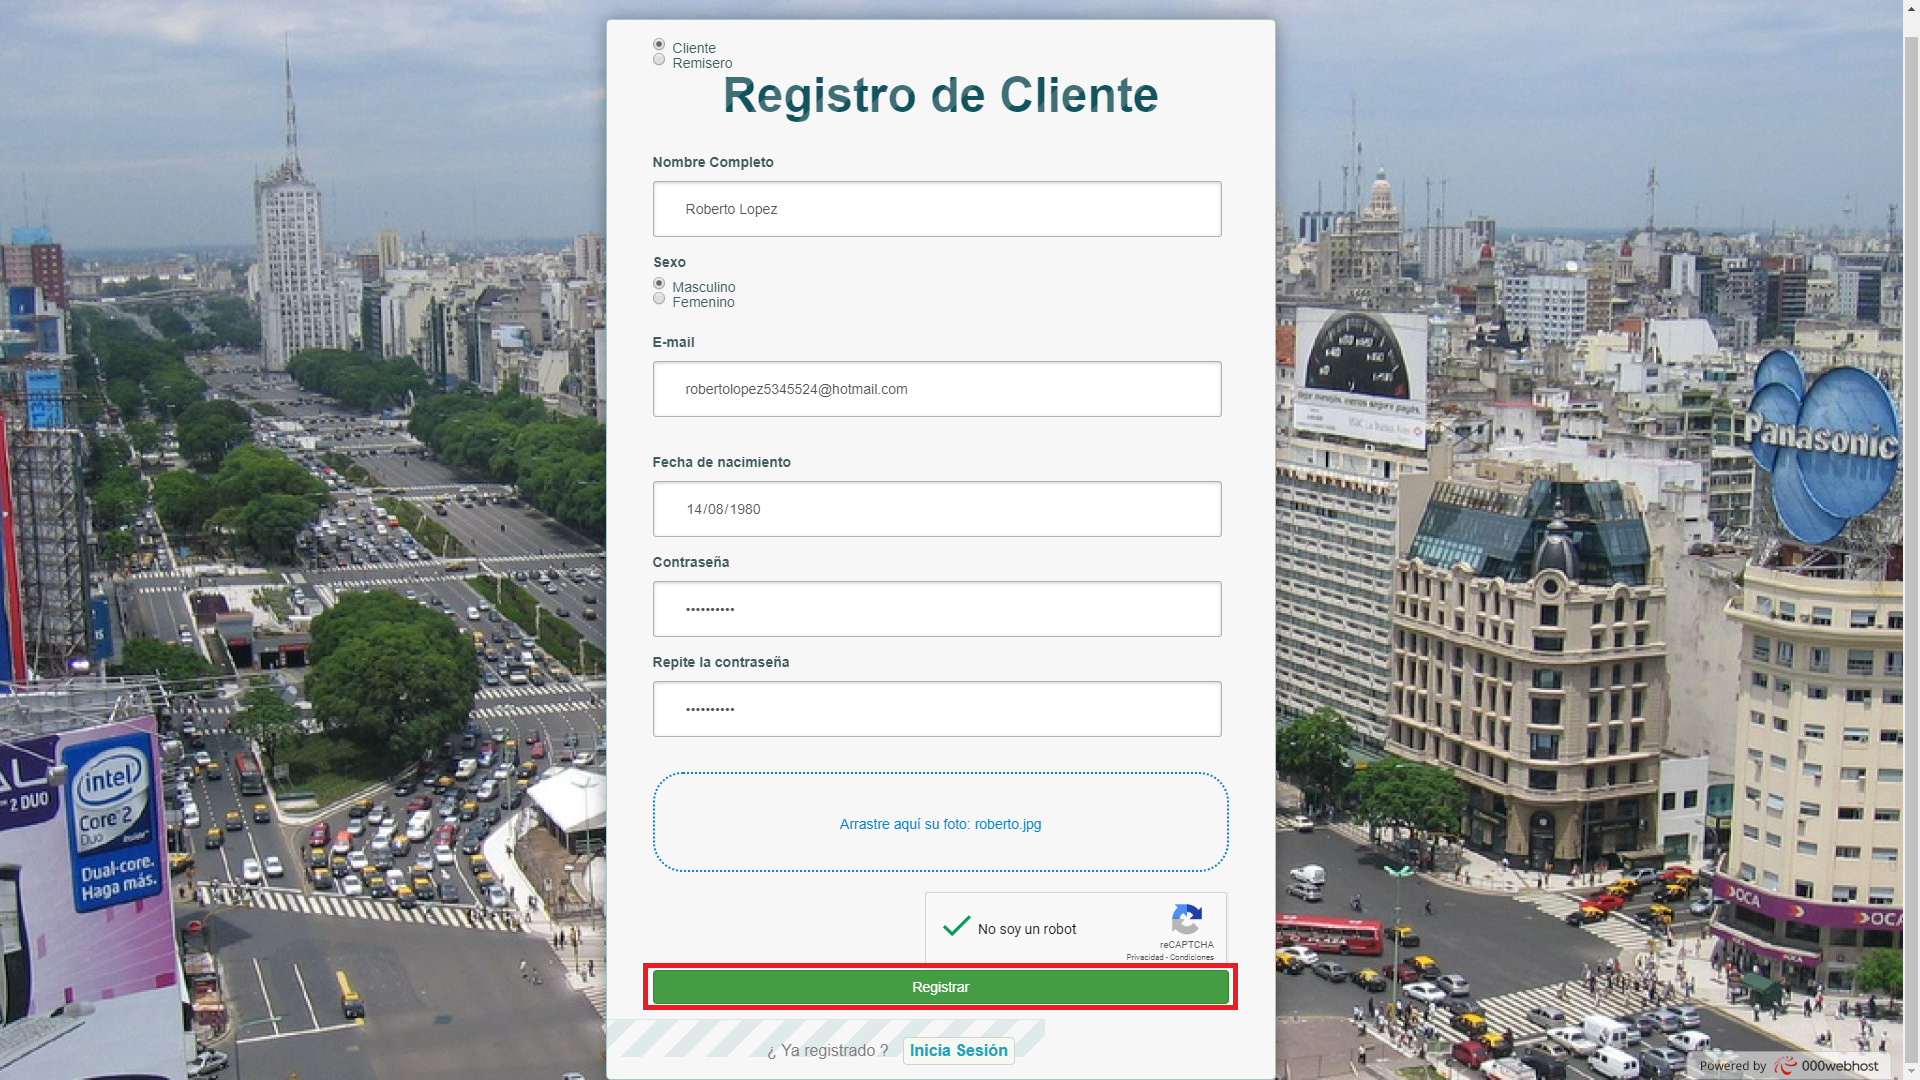 Cliente
Remisero
Registro de Cliente
Nombre Completo
Roberto Lopez
Sexo
Masculino
Femenino
E-mail
robertolopez5345524@hotmail.com
Fecha de nacimiento
14/08/1980
Contraseña
••••••••••
Repite la contraseña
••••••••••
Arrastre aquí su foto: roberto.jpg
No soy un robot
reCAPTCHA
Privacidad - Condiciones
Registrar
¿ Ya registrado ?
Inicia Sesión
Panasonic
intel
Core 2
Duo
Dual-core.
Haga más.
2 DUO
OCA
OCA
Powered by 000webhost